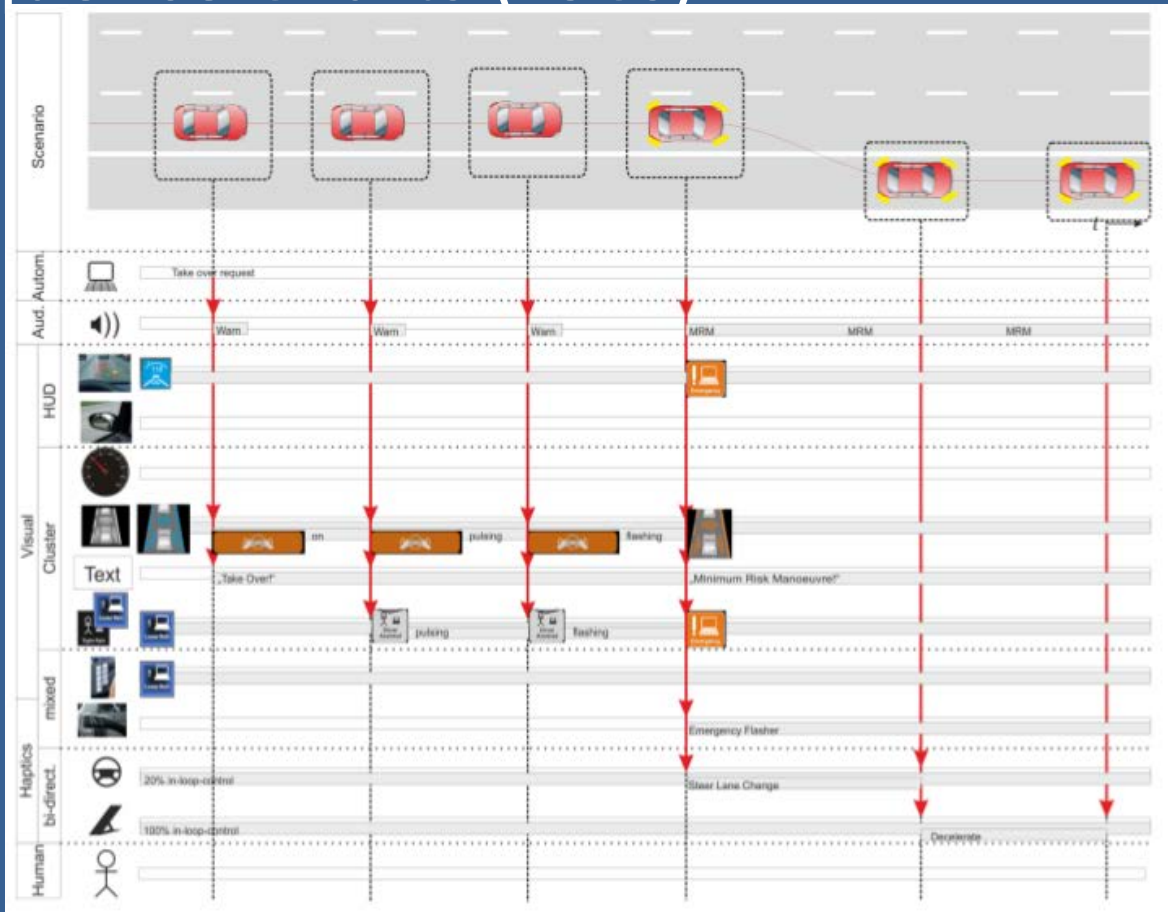 Scenario
t
Autom.
Take over request
Aud.
Warn Warn Warn MRM MRM MRM
HUD
Emergency
Visual
Cluster
on pulsing flashing
Text
„Take Over!" „Minimum Risk Manoeuvre!"
pulsing flashing
Emergency
mixed
Emergency Flasher
Haptics
bi-direct.
20% in-loop-control
Steer Lane Change
100% in-loop-control
Decelerate
Human